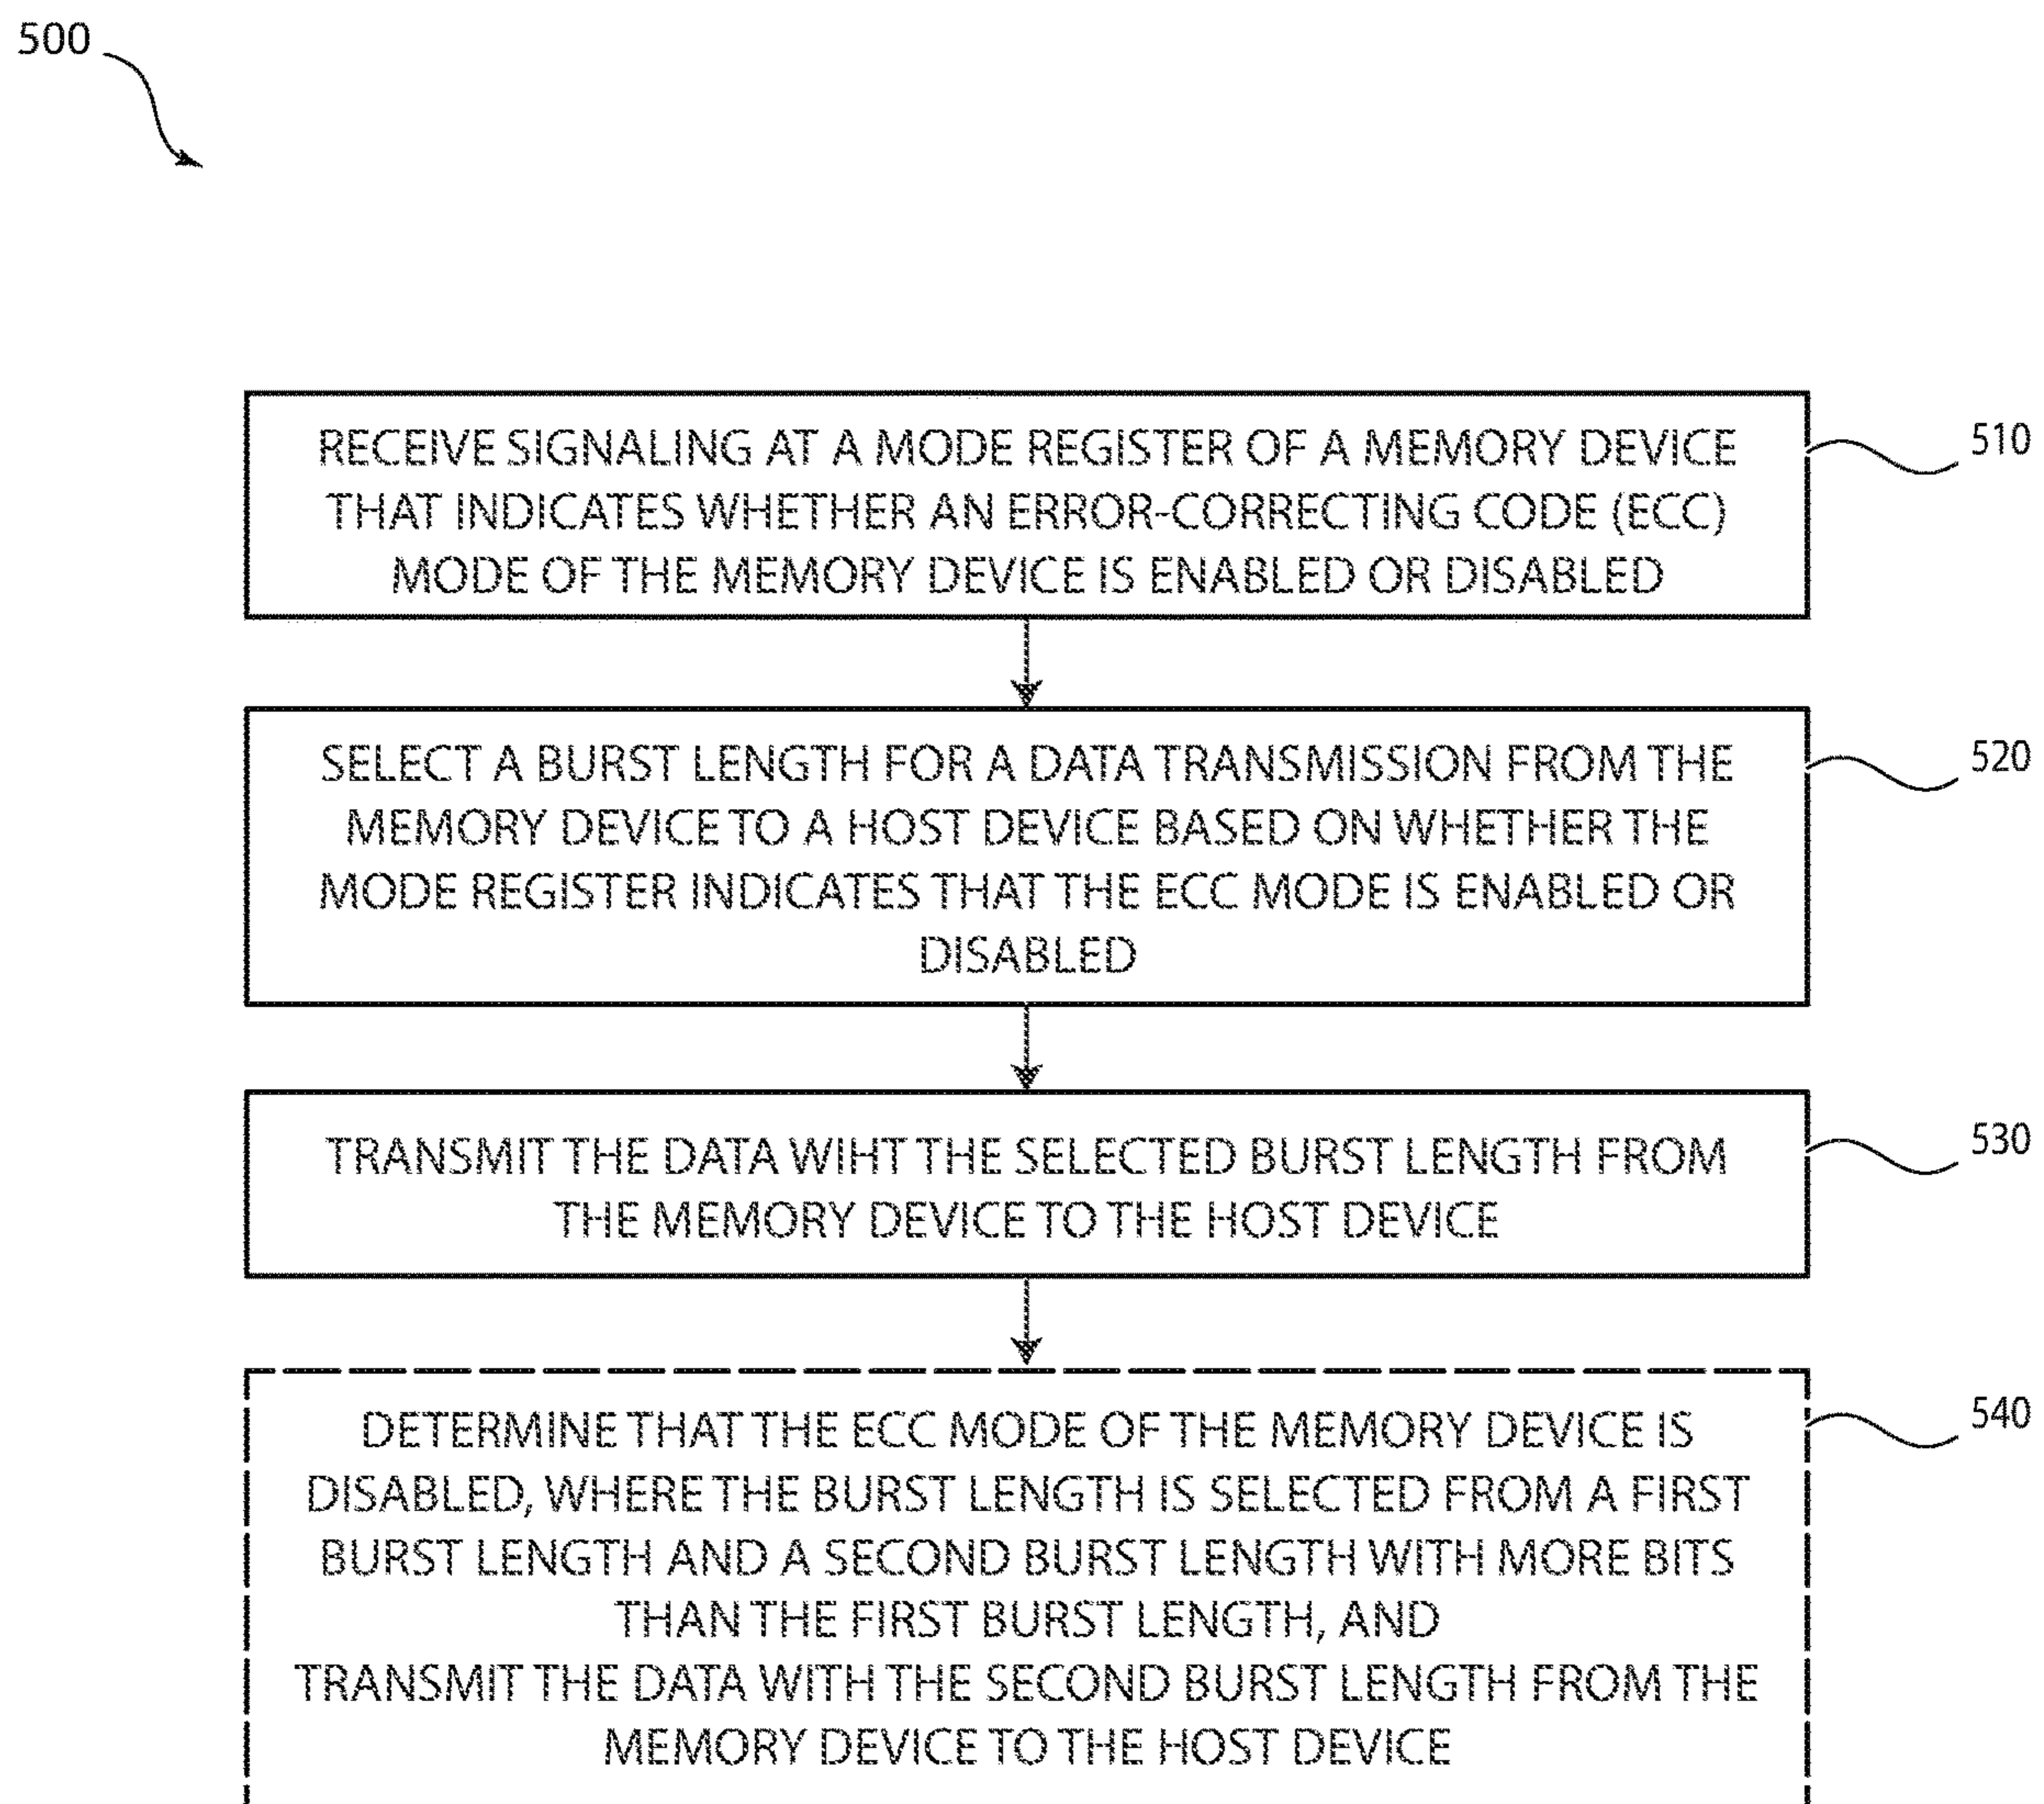 500
RECEIVE SIGNALING AT A MODE REGISTER OF A MEMORY DEVICE
THAT INDICATES WHETHER AN ERROR-CORRECTING CODE (ECC)
MODE OF THE MEMORY DEVICE IS ENABLED OR DISABLED
510
SELECT A BURST LENGTH FOR A DATA TRANSMISSION FROM THE
MEMORY DEVICE TO A HOST DEVICE BASED ON WHETHER THE
MODE REGISTER INDICATES THAT THE ECC MODE IS ENABLED OR
DISABLED
520
TRANSMIT THE DATA WIHT THE SELECTED BURST LENGTH FROM
THE MEMORY DEVICE TO THE HOST DEVICE
530
DETERMINE THAT THE ECC MODE OF THE MEMORY DEVICE IS
DISABLED, WHERE THE BURST LENGTH IS SELECTED FROM A FIRST
BURST LENGTH AND A SECOND BURST LENGTH WITH MORE BITS
THAN THE FIRST BURST LENGTH, AND
TRANSMIT THE DATA WITH THE SECOND BURST LENGTH FROM THE
MEMORY DEVICE TO THE HOST DEVICE
540